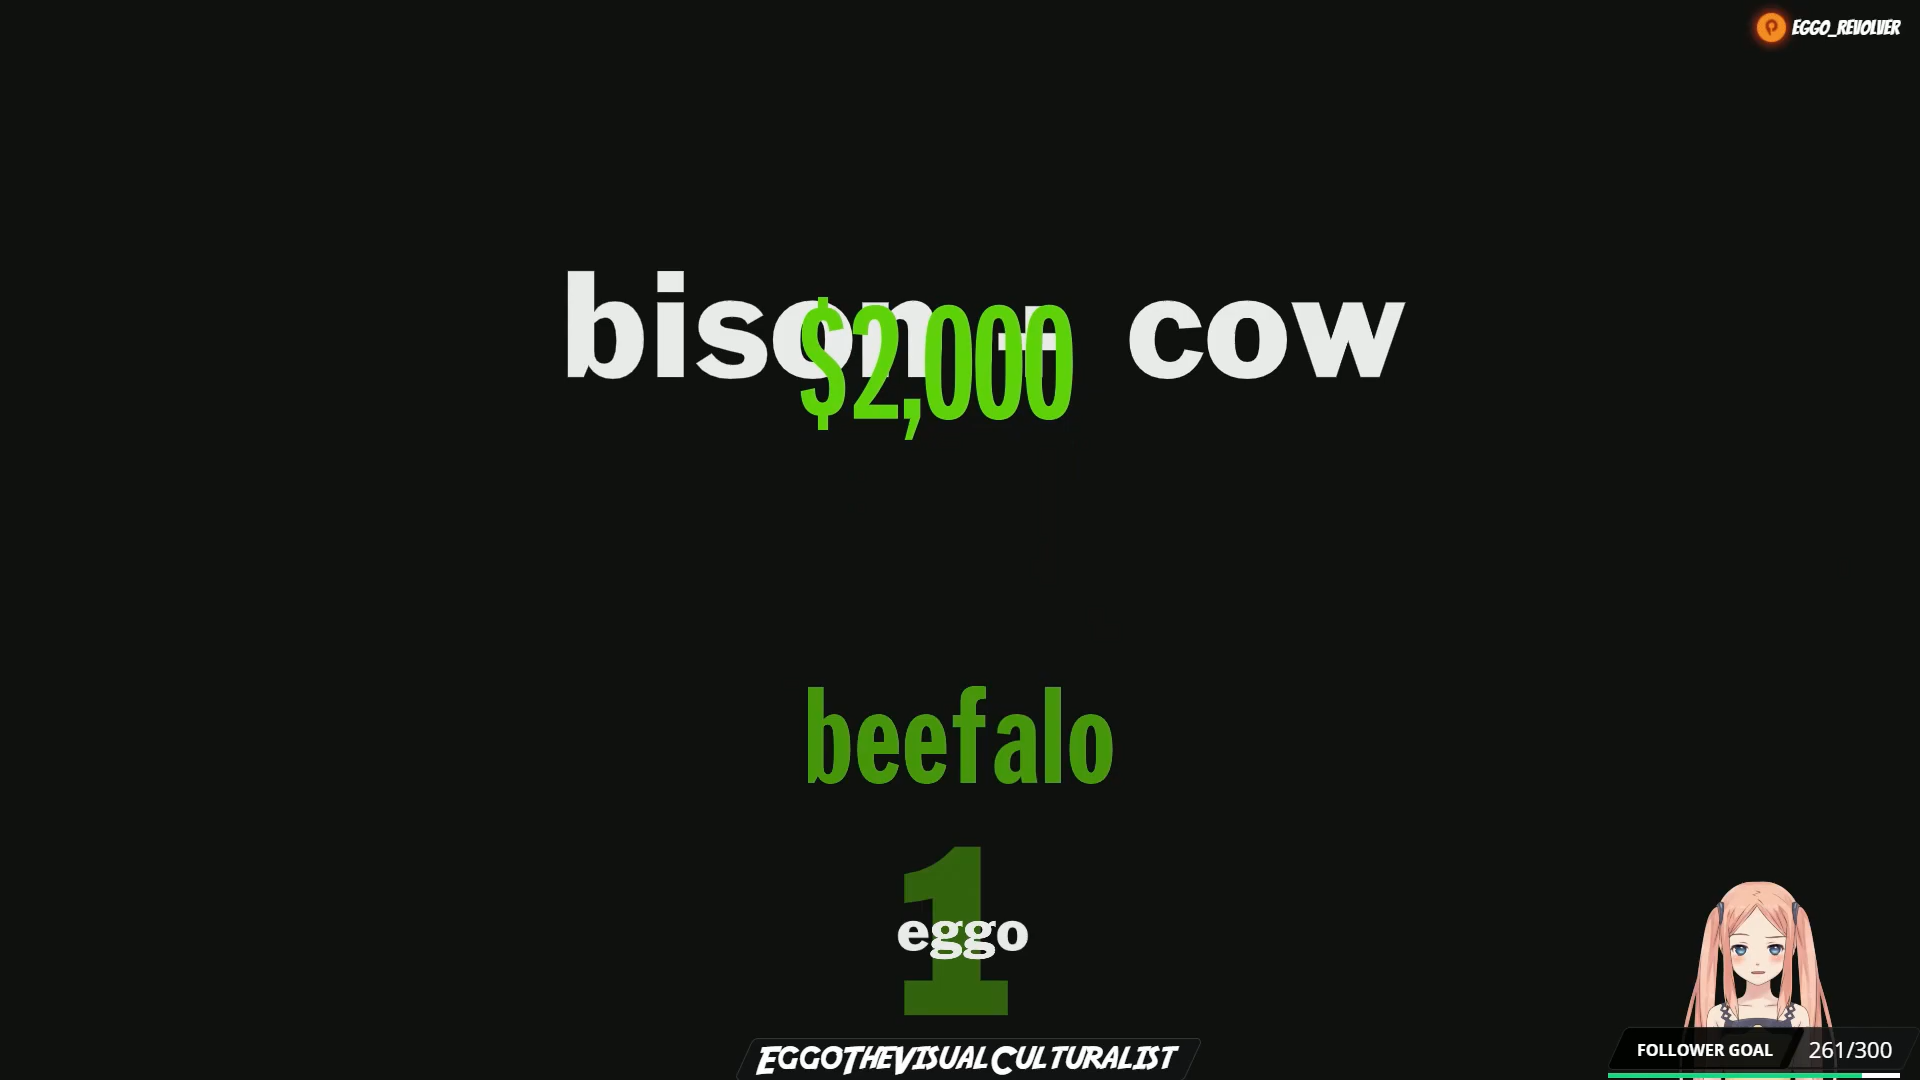 EGGO_REVOLVER
bison + cow
$2,000
beefalo
1
eggo
EGGOTHEVISUALCULTURALIST
FOLLOWER GOAL 261/300